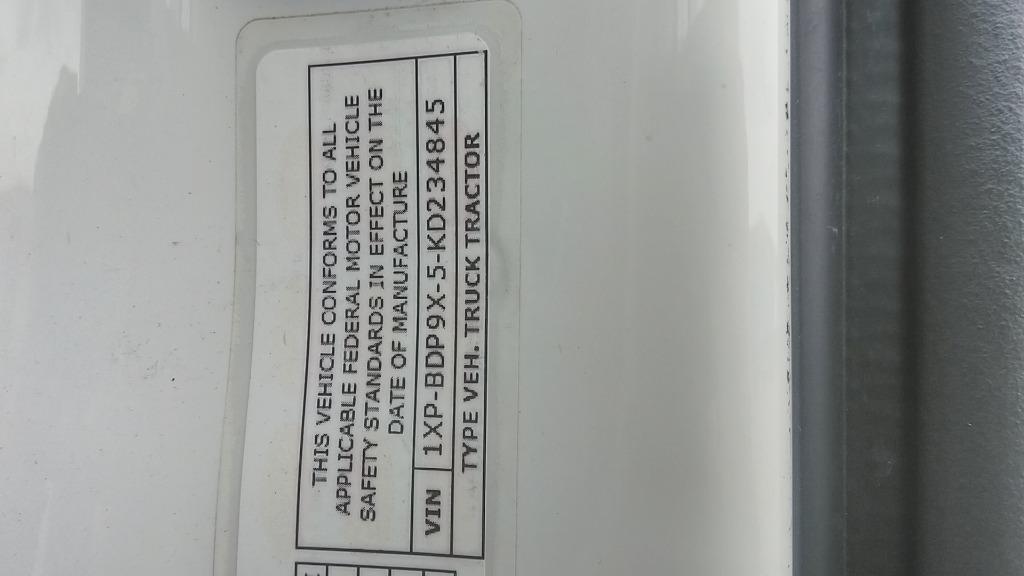 THIS VEHICLE CONFORMS TO ALL
APPLICABLE FEDERAL MOTOR VEHICLE
SAFETY STANDARDS IN EFFECT ON THE
DATE OF MANUFACTURE
VIN 1XP-BDP9X-5-KD234845
TYPE VEH. TRUCK TRACTOR